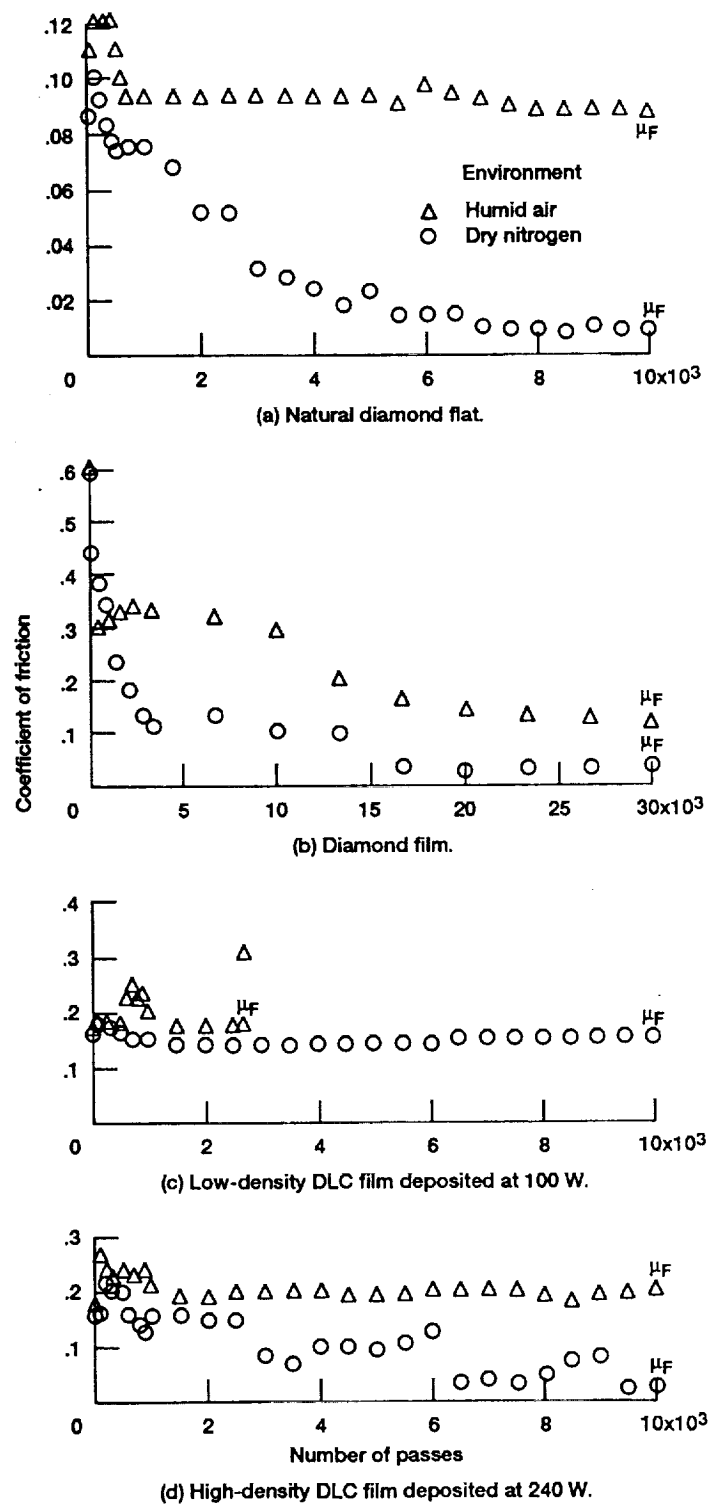 .12
.10
.08
.06
.04
.02
μF
Environment
Humid air
Dry nitrogen
μF
0 2 4 6 8 10x10³
(a) Natural diamond flat.
.6
.5
.4
.3
.2
.1
μF
μF
0 5 10 15 20 25 30x10³
(b) Diamond film.
Coefficient of friction
.4
.3
.2
.1
μF
μF
0 2 4 6 8 10x10³
(c) Low-density DLC film deposited at 100 W.
.3
.2
.1
μF
μF
0 2 4 6 8 10x10³
Number of passes
(d) High-density DLC film deposited at 240 W.